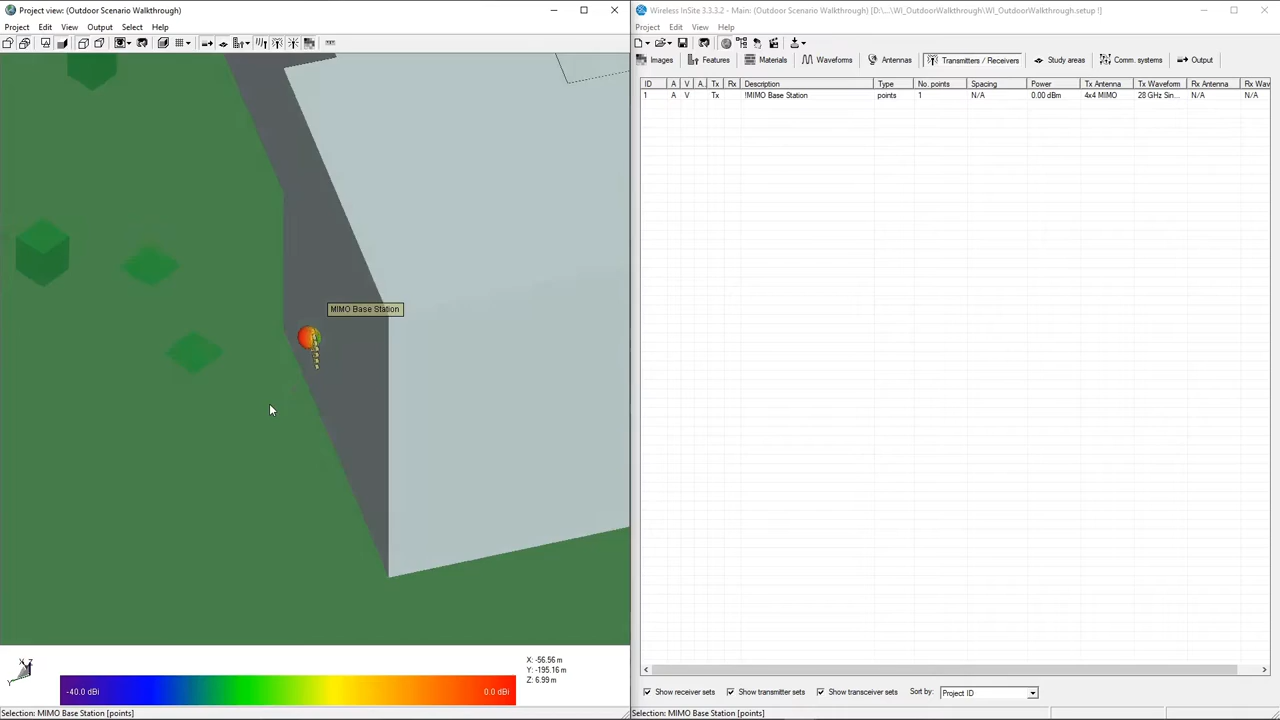 Project view: (Outdoor Scenario Walkthrough)
Project Edit View Output Select Help
MIMO Base Station
X: -56.56 m
Y: -195.16 m
Z: 6.99 m
-40.0 dBi 0.0 dBi
Selection: MIMO Base Station [points]
Wireless InSite 3.3.3.2 - Main: (Outdoor Scenario Walkthrough) [D:\...\WI_OutdoorWalkthrough\WI_OutdoorWalkthrough.setup !]
Project Edit View Help
Images Features Materials Waveforms Antennas Transmitters / Receivers Study areas Comm. systems Output
ID A V A. Tx Rx Description Type No. points Spacing Power Tx Antenna Tx Waveform Rx Antenna Rx Wav
1 A V Tx !MIMO Base Station points 1 N/A 0.00 dBm 4x4 MIMO 28 GHz Sin... N/A N/A
Show receiver sets Show transmitter sets Show transceiver sets Sort by: Project ID
Selection: MIMO Base Station [points]